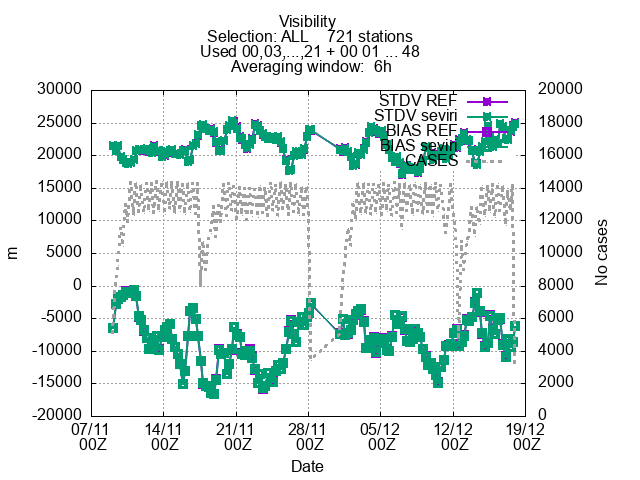 Visibility
Selection: ALL 721 stations
Used 00,03,...,21 + 00 01 ... 48
Averaging window: 6h
30000
25000
20000
15000
10000
5000
0
-5000
-10000
-15000
-20000
m
STDV REF
STDV seviri
BIAS REF
BIAS seviri
CASES
20000
18000
16000
14000
12000
10000
8000
6000
4000
2000
0
No cases
07/11 14/11 21/11 28/11 05/12 12/12 19/12
00Z 00Z 00Z 00Z 00Z 00Z 00Z
Date